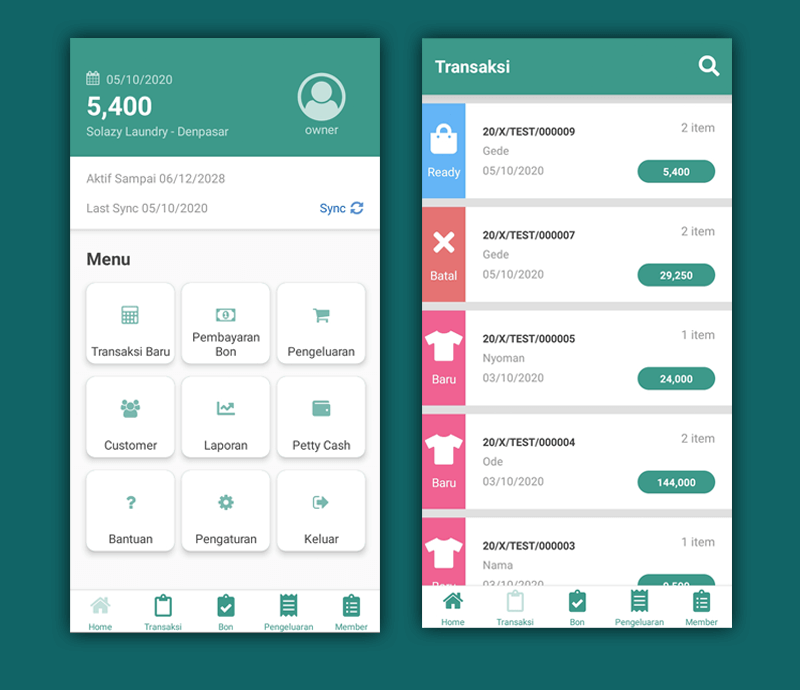 05/10/2020
5,400
Solazy Laundry - Denpasar
owner
Aktif Sampai 06/12/2028
Last Sync 05/10/2020
Sync
Menu
Transaksi Baru
Pembayaran
Bon
Pengeluaran
Customer
Laporan
Petty Cash
Bantuan
Pengaturan
Keluar
Home
Transaksi
Bon
Pengeluaran
Member
Transaksi
Ready
20/X/TEST/000009
2 item
Gede
05/10/2020
5,400
Batal
20/X/TEST/000007
2 item
Gede
05/10/2020
29,250
Baru
20/X/TEST/000005
1 item
Nyoman
03/10/2020
24,000
Baru
20/X/TEST/000004
2 item
Ode
03/10/2020
144,000
Baru
20/X/TEST/000003
1 item
Nama
03/10/2020
Home
Transaksi
Bon
Pengeluaran
Member